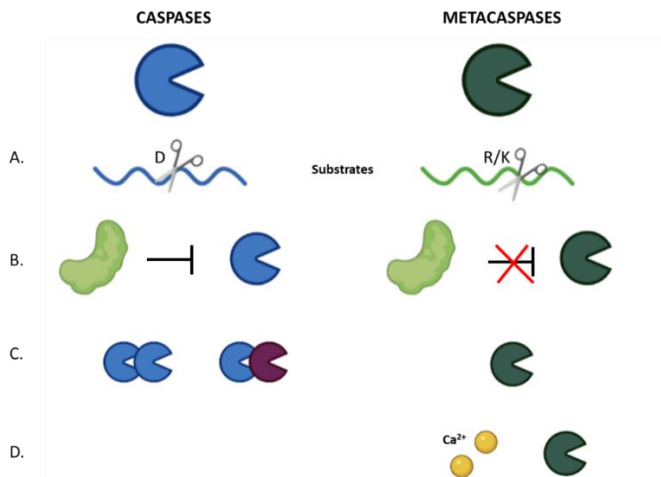 CASPASES METACASPASES
A. D Substrates R/K
B.
C.
D. Ca²⁺